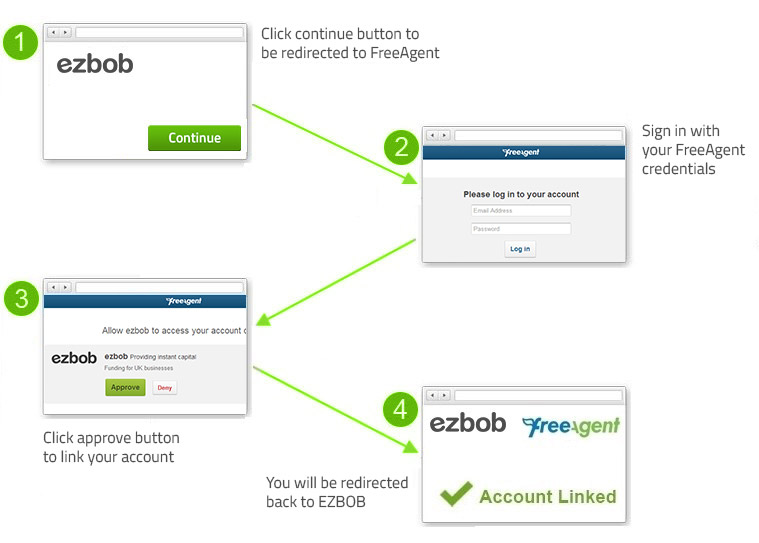 1
ezbob
Continue
Click continue button to
be redirected to FreeAgent
2
freeagent
Please log in to your account
Email Address
Password
Log in
Sign in with
your FreeAgent
credentials
3
freeagent
Allow ezbob to access your account
ezbob
ezbob Providing instant capital
Funding for UK businesses
Approve
Deny
Click approve button
to link your account
4
ezbob
freeagent
Account Linked
You will be redirected
back to EZBOB